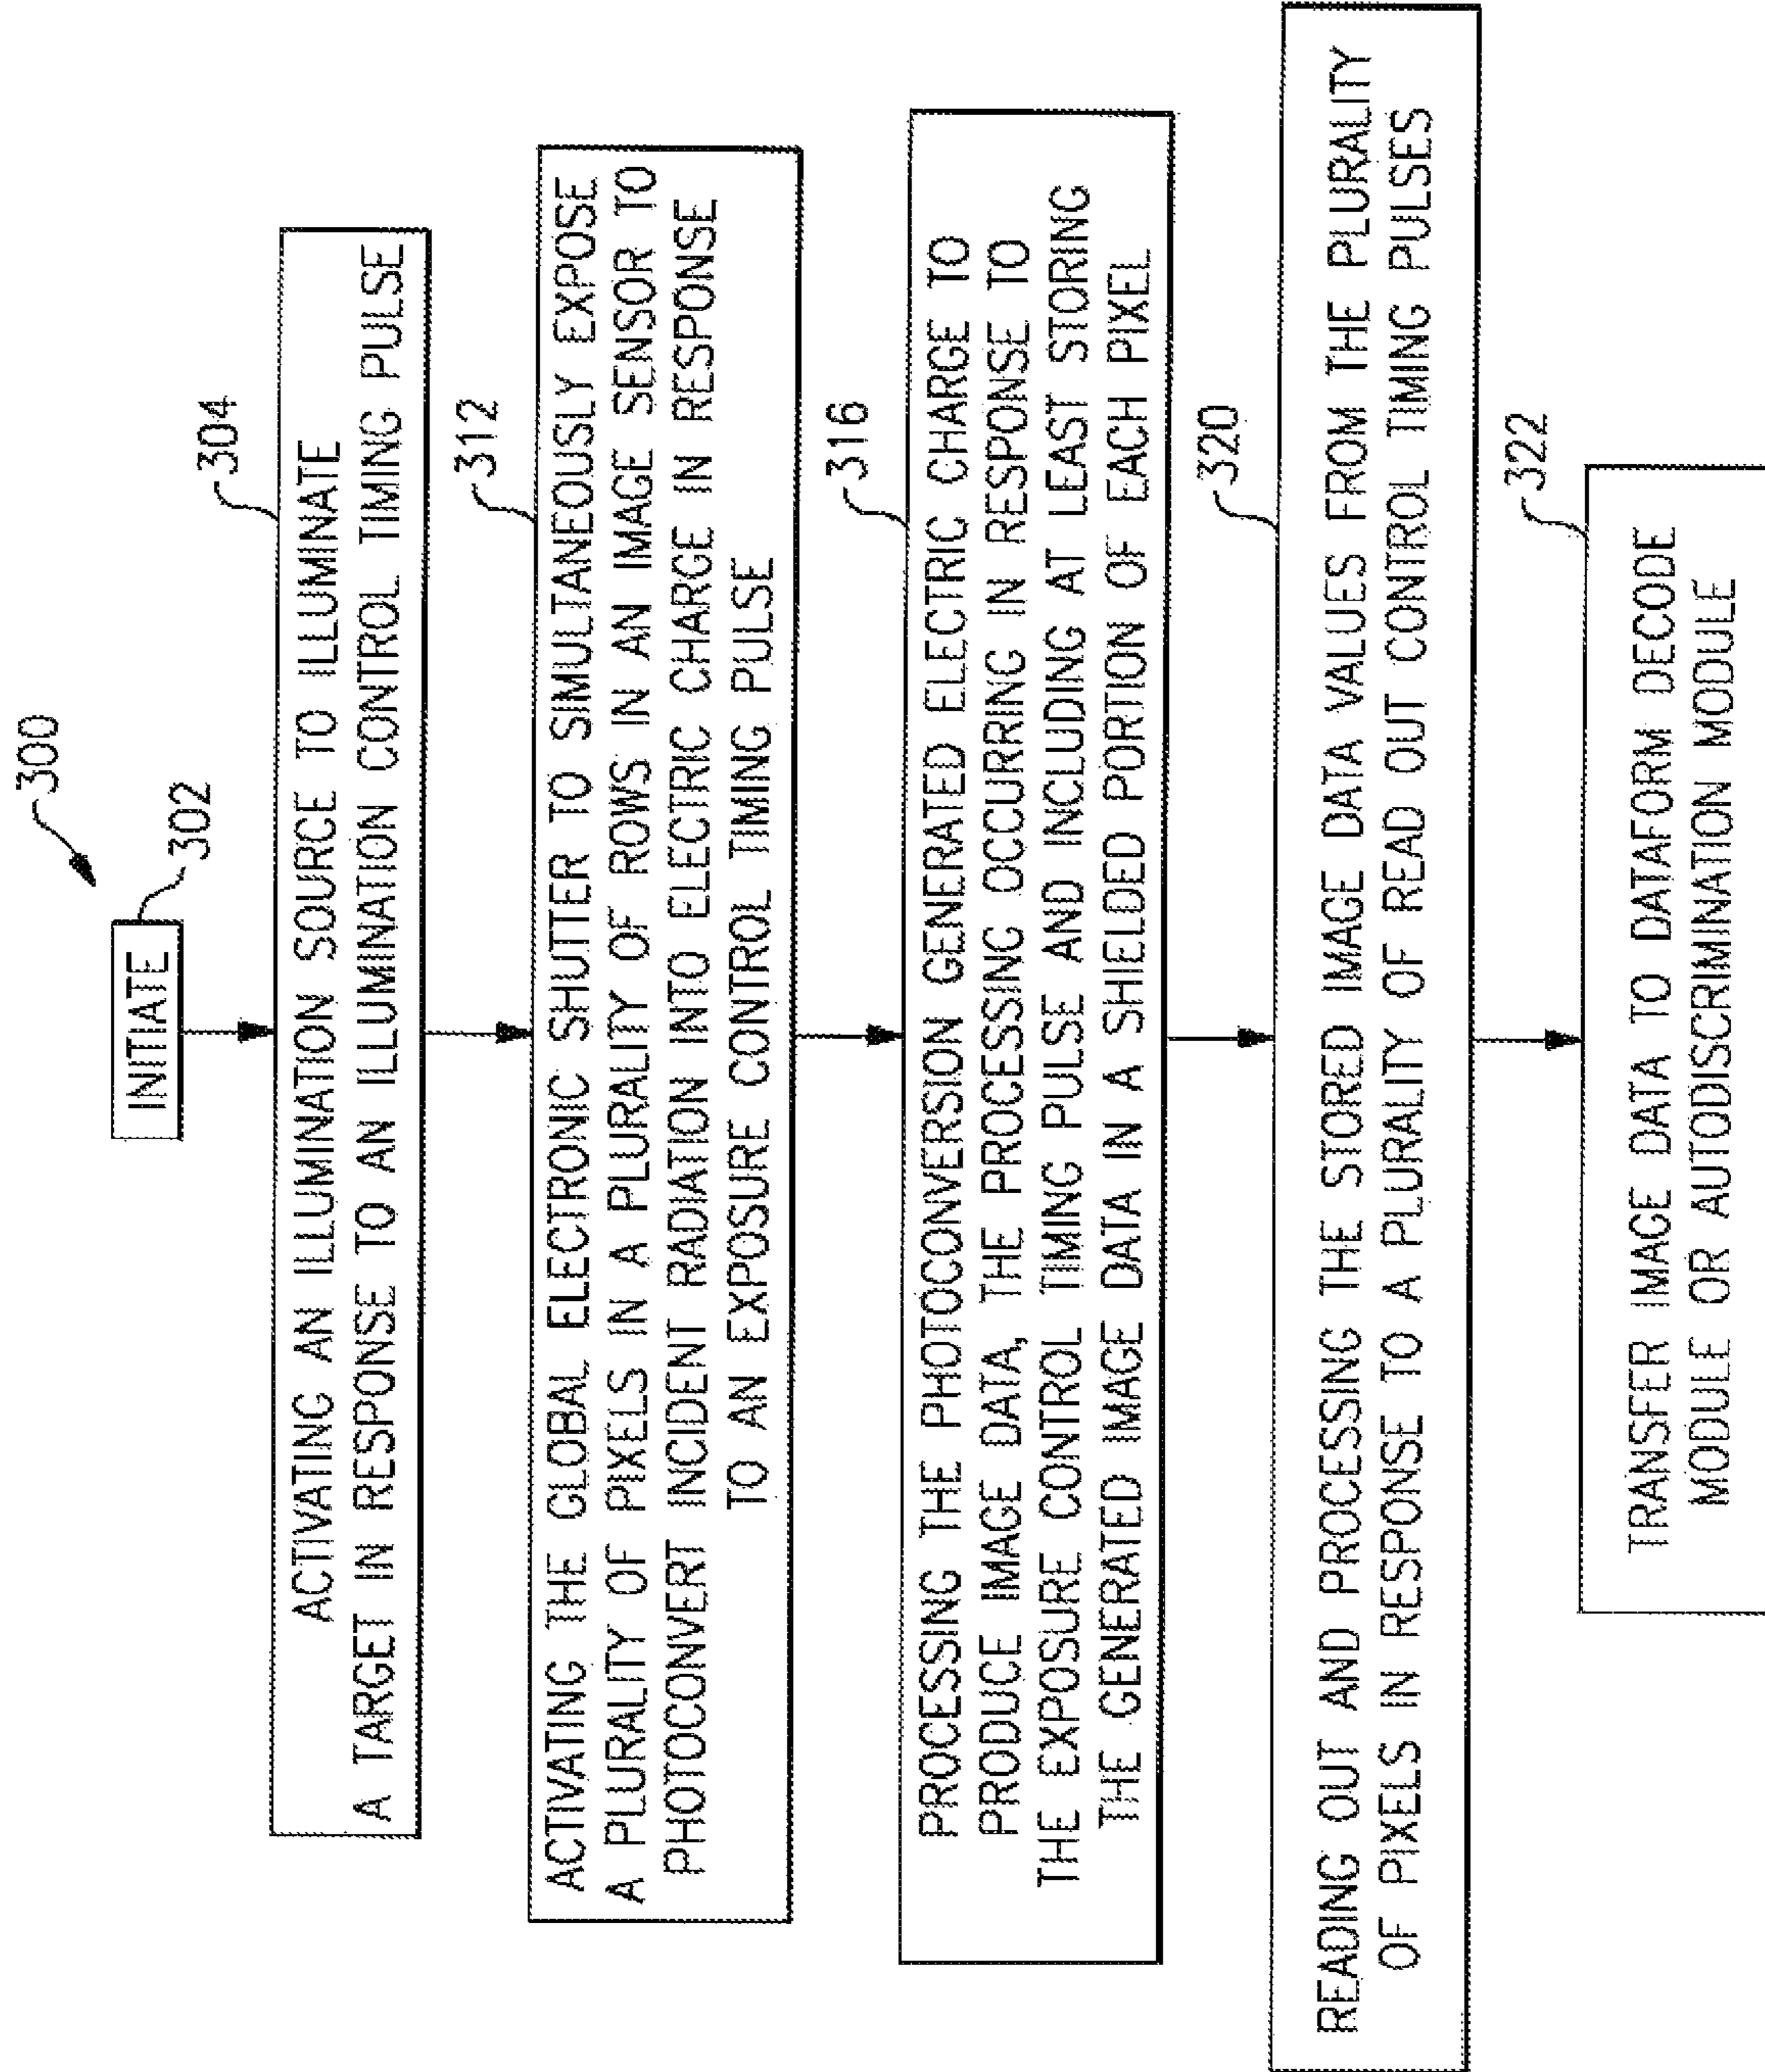 300
INITIATE
302
304
ACTIVATING AN ILLUMINATION SOURCE TO ILLUMINATE
A TARGET IN RESPONSE TO AN ILLUMINATION CONTROL TIMING PULSE
312
ACTIVATING THE GLOBAL ELECTRONIC SHUTTER TO SIMULTANEOUSLY EXPOSE
A PLURALITY OF PIXELS IN A PLURALITY OF ROWS IN AN IMAGE SENSOR TO
PHOTOCONVERT INCIDENT RADIATION INTO ELECTRIC CHARGE IN RESPONSE
TO AN EXPOSURE CONTROL TIMING PULSE
316
PROCESSING THE PHOTOCONVERSION GENERATED ELECTRIC CHARGE TO
PRODUCE IMAGE DATA, THE PROCESSING OCCURRING IN RESPONSE TO
THE EXPOSURE CONTROL TIMING PULSE AND INCLUDING AT LEAST STORING
THE GENERATED IMAGE DATA IN A SHIELDED PORTION OF EACH PIXEL
320
READING OUT AND PROCESSING THE STORED IMAGE DATA VALUES FROM THE PLURALITY
OF PIXELS IN RESPONSE TO A PLURALITY OF READ OUT CONTROL TIMING PULSES
322
TRANSFER IMAGE DATA TO DATAFORM DECODE
MODULE OR AUTODISCRIMINATION MODULE